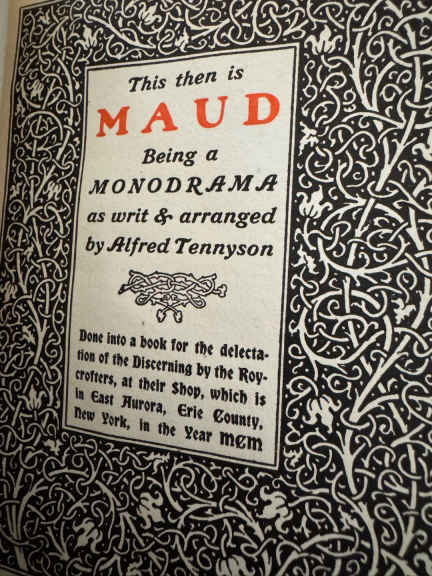 This then is
MAUD
Being a
MONODRAMA
as writ & arranged
by Alfred Tennyson
Done into a book for the delecta-
tion of the Discerning by the Roy-
crofters, at their Shop, which is
in East Aurora, Erie County,
New York, in the Year MCM